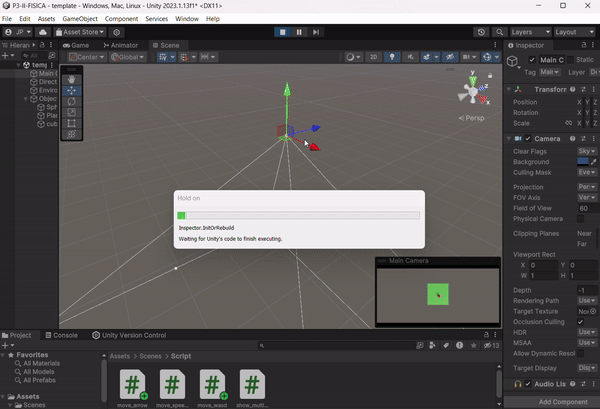 P3-II-FISICA - template - Windows, Mac, Linux - Unity 2023.1.13f1* <DX11>
File Edit Assets GameObject Component Services Window Help
JP Asset Store Layers Layout
Hierarch Game Animator Scene Inspector
All Center Global 2D
temp
Main C
Direct
Enviro
Objec
Sph
Pla
cub
y
z
x
Persp
Main C Static
Tag Main Layer De
Transform
Position X Y Z
Rotation X Y Z
Scale X Y Z
Camera
Clear Flags Sky
Background
Culling Mask Eve
Projection Per
FOV Axis Ver
Field of View 60
Physical Camera
Clipping Planes Near
Far
Viewport Rect
X 0 Y 0
W 1 H 1
Depth -1
Rendering Path Use
Target Texture Non
Occlusion Culling
HDR Use
MSAA Use
Allow Dynamic Resol
Target Display Disp
Audio Lis
Add Component
Hold on
Inspector.InitOrRebuild
Waiting for Unity's code to finish executing.
Main Camera
Project Console Unity Version Control
13
Favorites
All Materials
All Models
All Prefabs
Assets
Scenes
Assets > Scenes > Script
move_arrow move_spee... move_wasd show_multi...